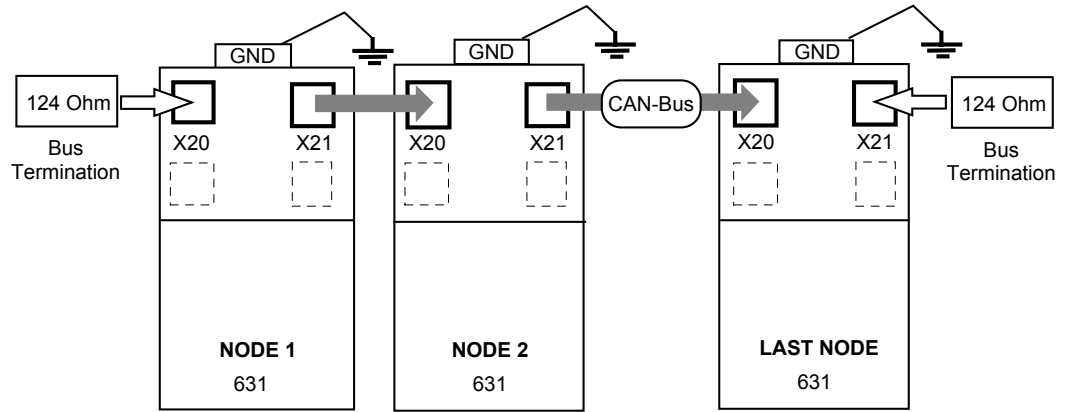 GND
GND
GND
124 Ohm
CAN-Bus
124 Ohm
X20
X21
X20
X21
X20
X21
Bus
Termination
Bus
Termination
NODE 1
631
NODE 2
631
LAST NODE
631